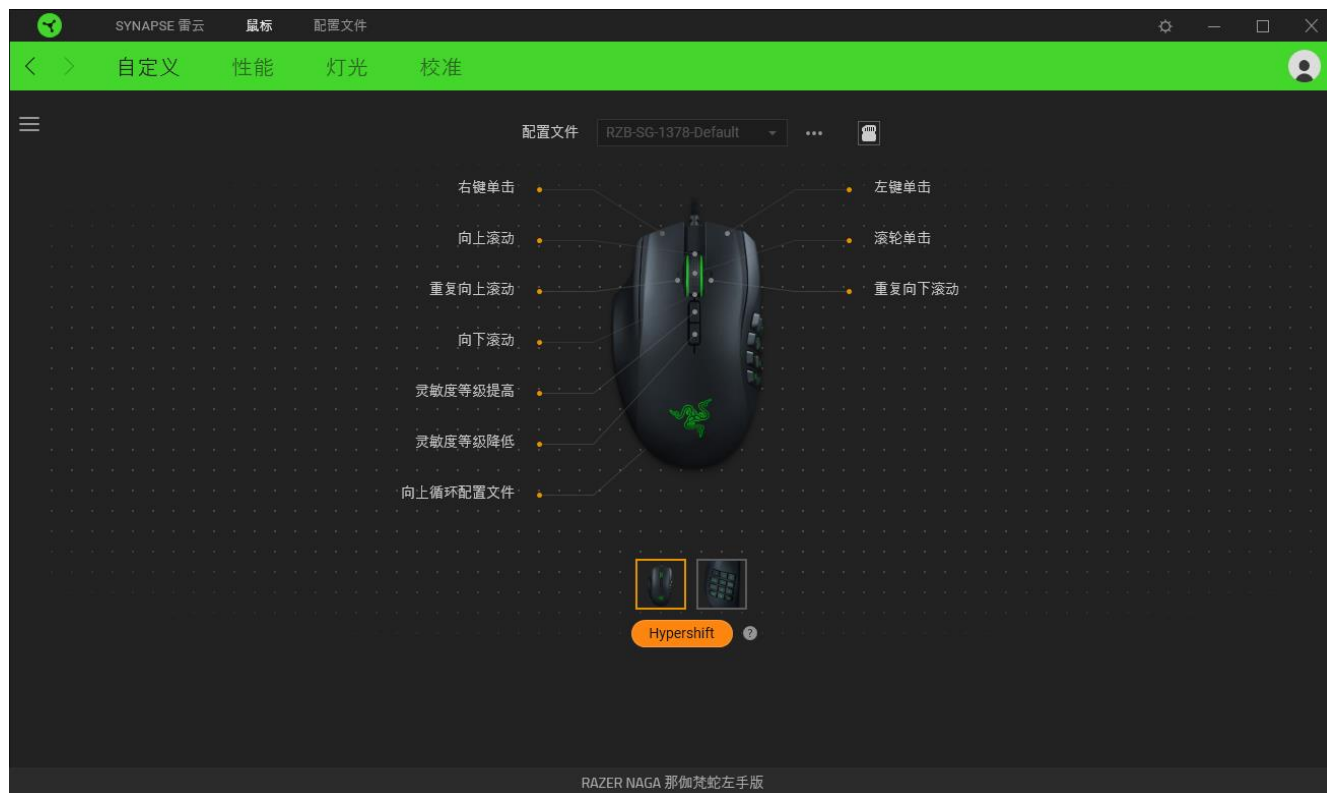 SYNAPSE 雷云 鼠标 配置文件
自定义 性能 灯光 校准
配置文件 RZB-SG-1378-Default
右键单击 左键单击
向上滚动 滚轮单击
重复向上滚动 重复向下滚动
向下滚动
灵敏度等级提高
灵敏度等级降低
向上循环配置文件
Hypershift ?
RAZER NAGA 那伽梵蛇左手版